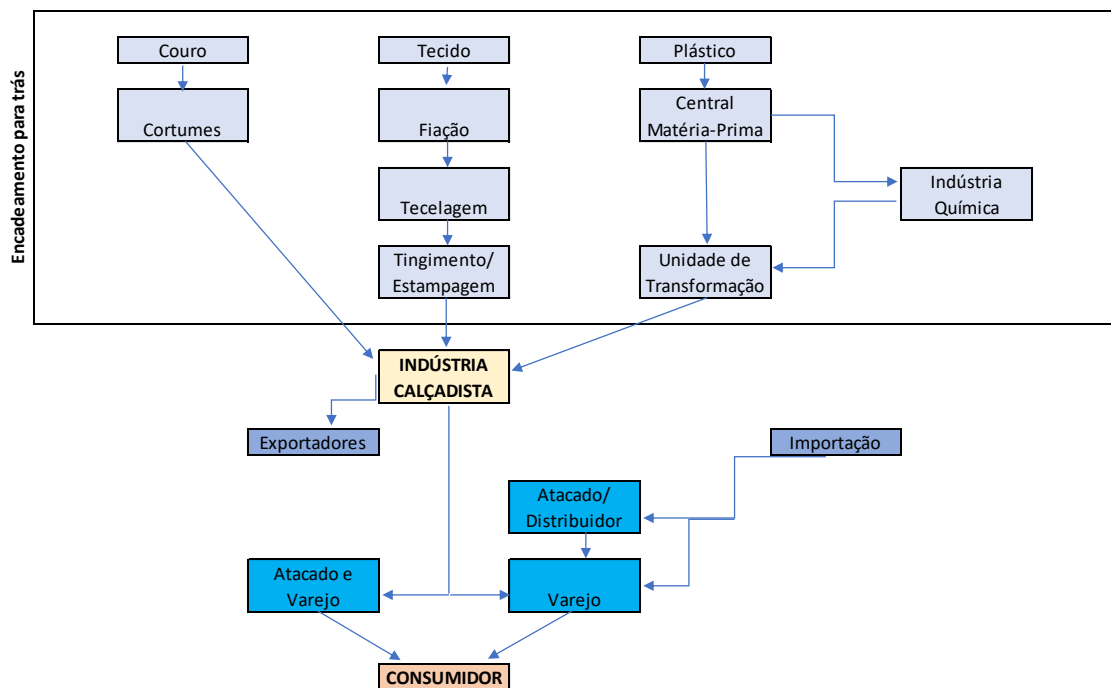 Encadeamento para trás
Couro
Tecido
Plástico
Cortumes
Fiação
Central
Matéria-Prima
Tecelagem
Indústria
Química
Tingimento/
Estampagem
Unidade de
Transformação
INDÚSTRIA
CALÇADISTA
Exportadores
Importação
Atacado/
Distribuidor
Atacado e
Varejo
Varejo
CONSUMIDOR